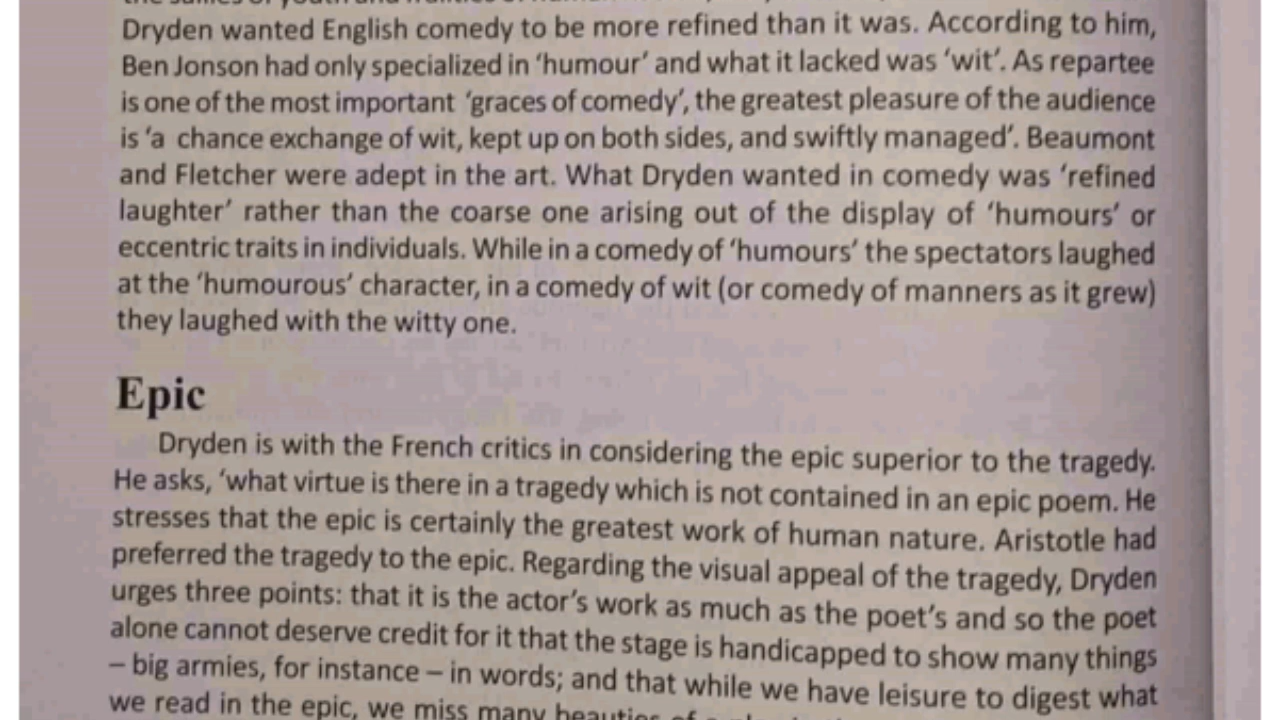 the sallies of youth and
Dryden wanted English comedy to be more refined than it was. According to him,
Ben Jonson had only specialized in ‘humour’ and what it lacked was ‘wit’. As repartee
is one of the most important ‘graces of comedy’, the greatest pleasure of the audience
is ‘a chance exchange of wit, kept up on both sides, and swiftly managed’. Beaumont
and Fletcher were adept in the art. What Dryden wanted in comedy was ‘refined
laughter’ rather than the coarse one arising out of the display of ‘humours’ or
eccentric traits in individuals. While in a comedy of ‘humours’ the spectators laughed
at the ‘humourous’ character, in a comedy of wit (or comedy of manners as it grew)
they laughed with the witty one.
Epic
Dryden is with the French critics in considering the epic superior to the tragedy.
He asks, ‘what virtue is there in a tragedy which is not contained in an epic poem. He
stresses that the epic is certainly the greatest work of human nature. Aristotle had
preferred the tragedy to the epic. Regarding the visual appeal of the tragedy, Dryden
urges three points: that it is the actor’s work as much as the poet’s and so the poet
alone cannot deserve credit for it that the stage is handicapped to show many things
– big armies, for instance – in words; and that while we have leisure to digest what
we read in the epic, we miss many beauties of